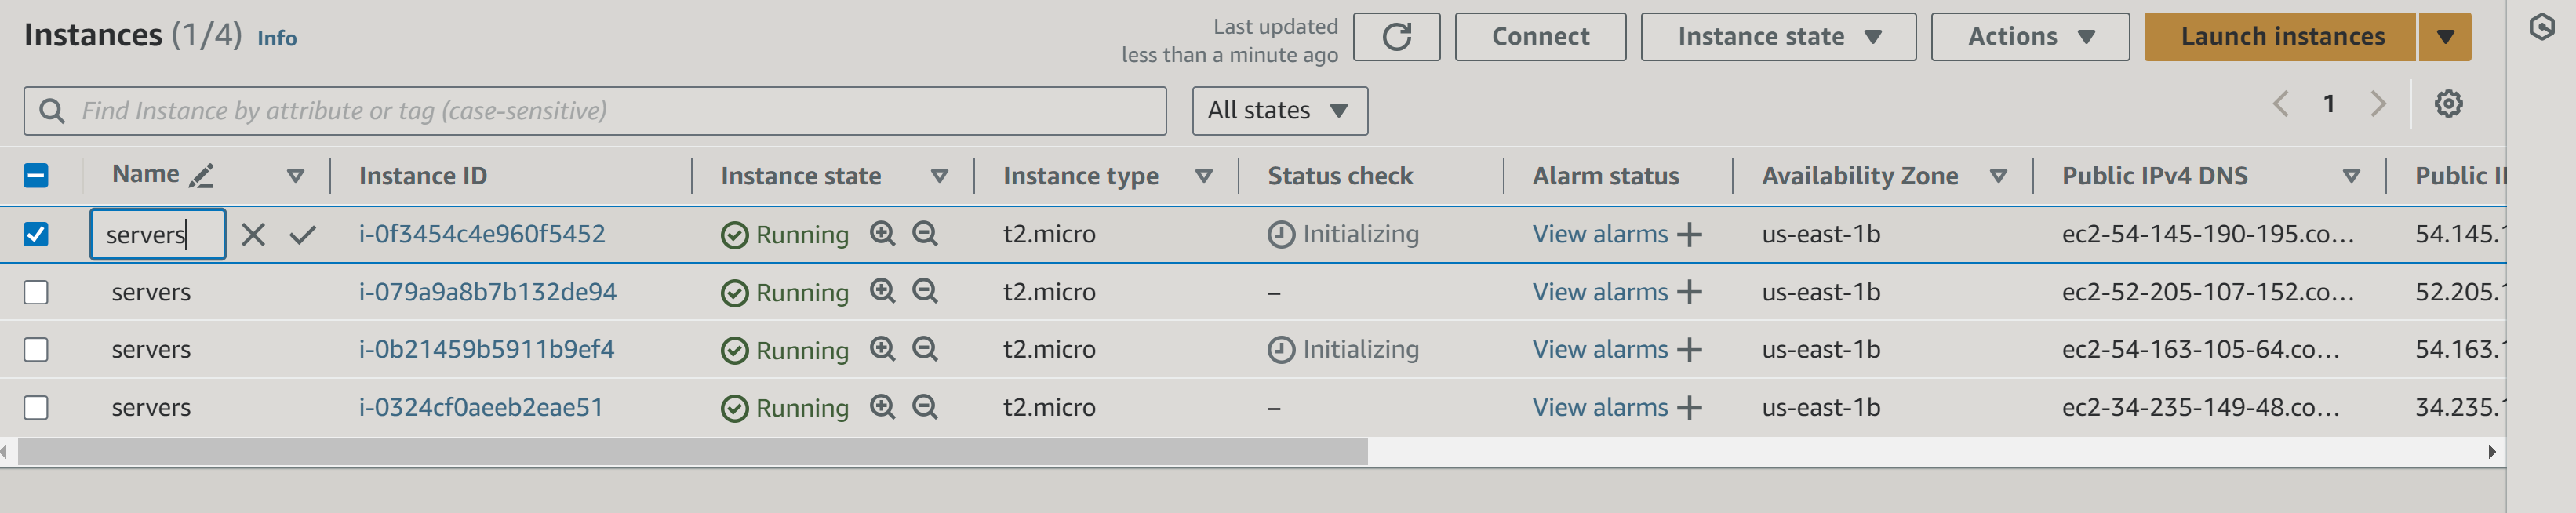 Instances (1/4) Info
Last updated
less than a minute ago
Connect
Instance state
Actions
Launch instances
Find Instance by attribute or tag (case-sensitive)
All states
1
Name Instance ID Instance state Instance type Status check Alarm status Availability Zone Public IPv4 DNS Public II
servers i-0f3454c4e960f5452 Running t2.micro Initializing View alarms + us-east-1b ec2-54-145-190-195.co... 54.145.1
servers i-079a9a8b7b132de94 Running t2.micro – View alarms + us-east-1b ec2-52-205-107-152.co... 52.205.1
servers i-0b21459b5911b9ef4 Running t2.micro Initializing View alarms + us-east-1b ec2-54-163-105-64.co... 54.163.1
servers i-0324cf0aeeb2eae51 Running t2.micro – View alarms + us-east-1b ec2-34-235-149-48.co... 34.235.1